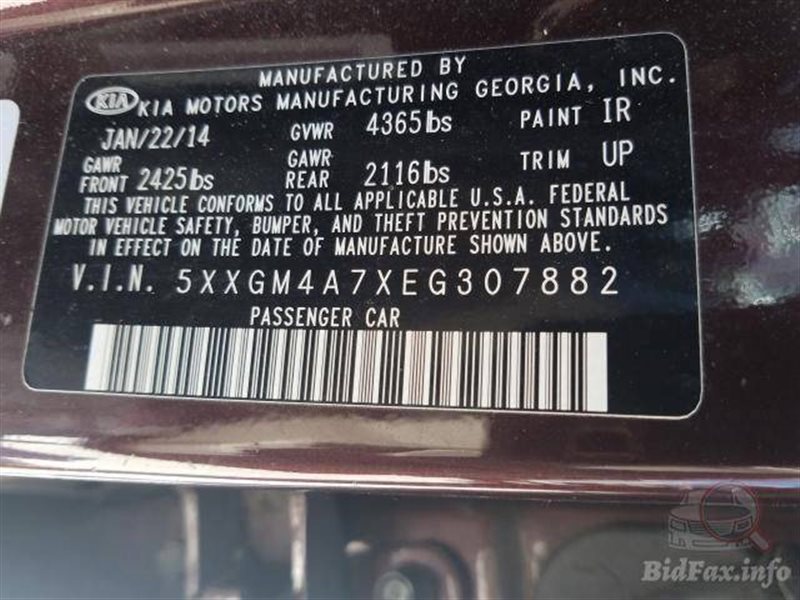 MANUFACTURED BY
KIA KIA MOTORS MANUFACTURING GEORGIA, INC.
JAN/22/14 GVWR 4365lbs PAINT IR
GAWR FRONT 2425lbs GAWR REAR 2116lbs TRIM UP
THIS VEHICLE CONFORMS TO ALL APPLICABLE U.S.A. FEDERAL
MOTOR VEHICLE SAFETY, BUMPER, AND THEFT PREVENTION STANDARDS
IN EFFECT ON THE DATE OF MANUFACTURE SHOWN ABOVE.
V.I.N. 5XXGM4A7XEG307882
PASSENGER CAR
BidFax.info